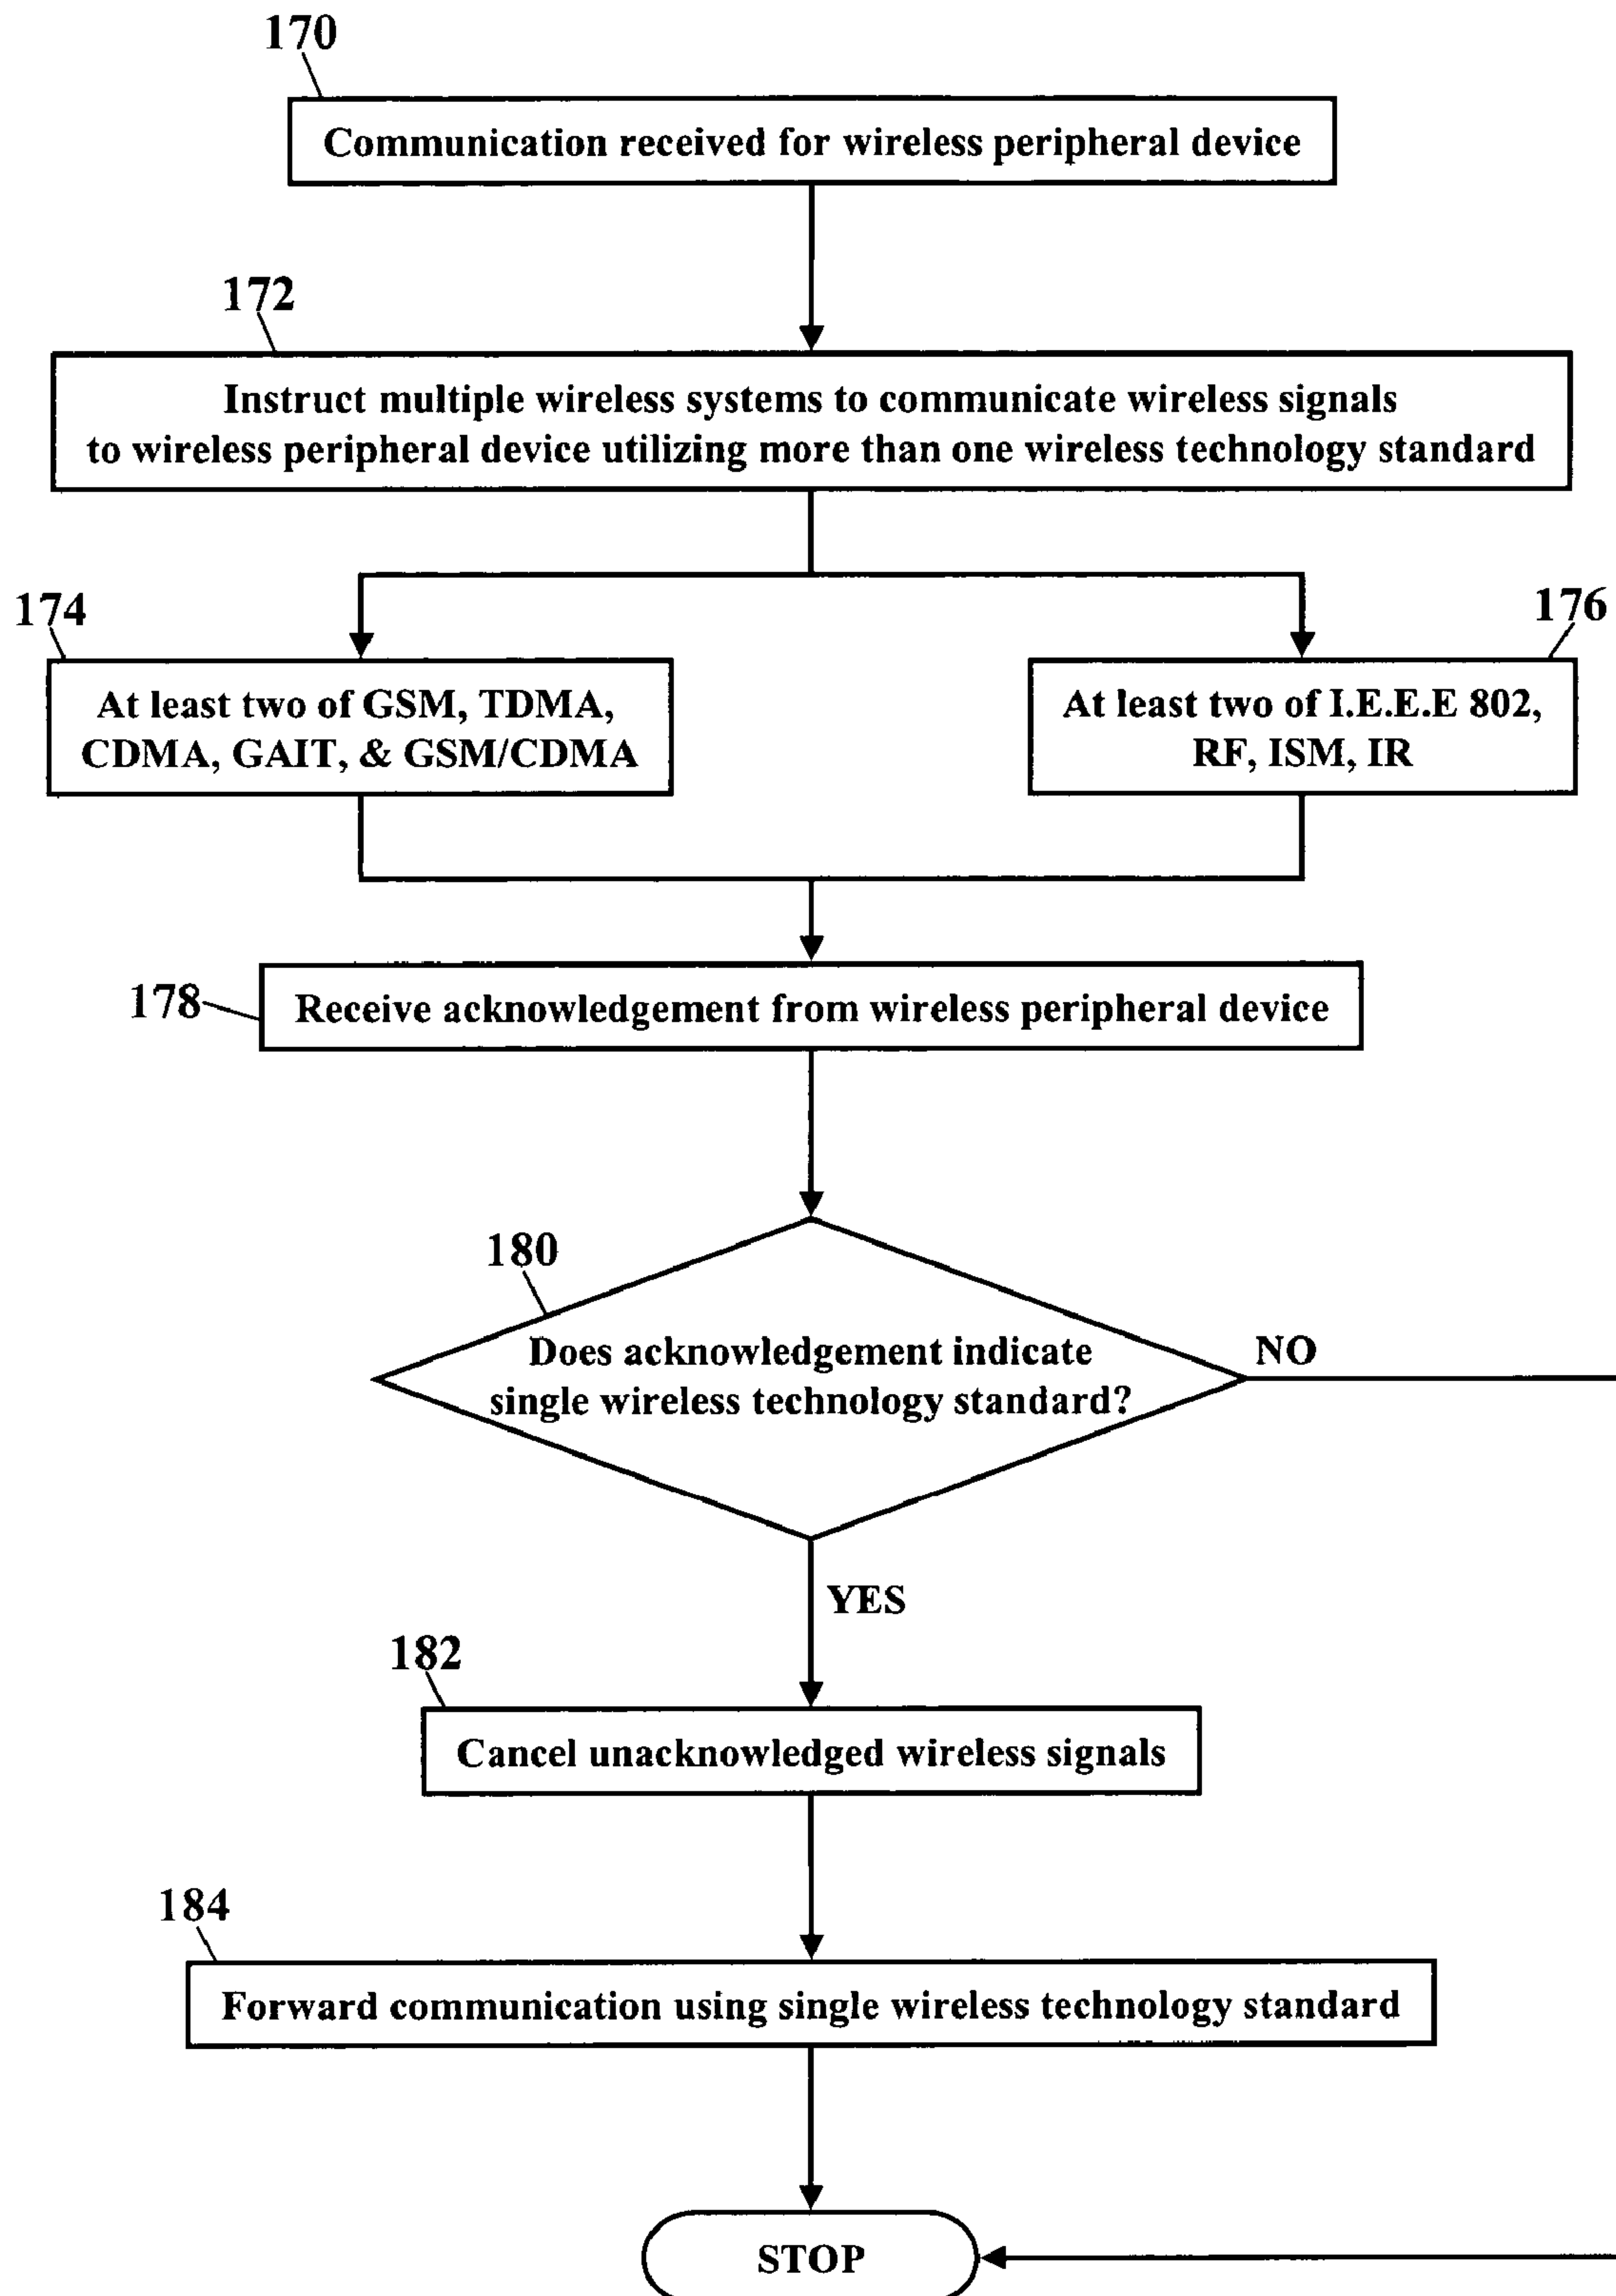 170
Communication received for wireless peripheral device
172
Instruct multiple wireless systems to communicate wireless signals
to wireless peripheral device utilizing more than one wireless technology standard
174
At least two of GSM, TDMA,
CDMA, GAIT, & GSM/CDMA
176
At least two of I.E.E.E 802,
RF, ISM, IR
178
Receive acknowledgement from wireless peripheral device
180
Does acknowledgement indicate
single wireless technology standard?
NO
YES
182
Cancel unacknowledged wireless signals
184
Forward communication using single wireless technology standard
STOP